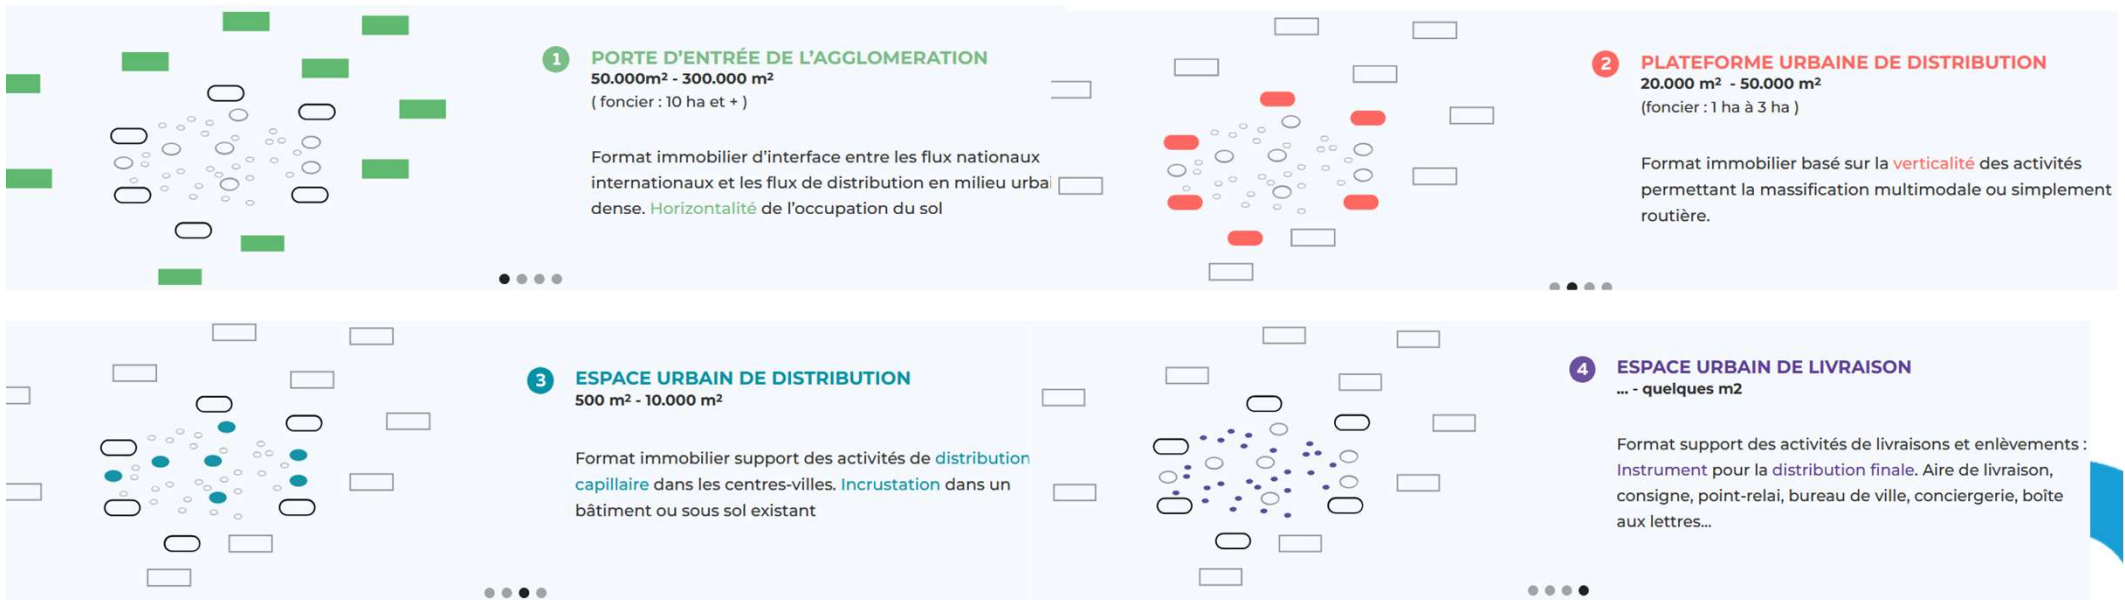 1 PORTE D'ENTRÉE DE L'AGGLOMERATION
50.000m² - 300.000 m²
( foncier : 10 ha et + )
Format immobilier d'interface entre les flux nationaux
internationaux et les flux de distribution en milieu urbai
dense. Horizontalité de l'occupation du sol
2 PLATEFORME URBAINE DE DISTRIBUTION
20.000 m² - 50.000 m²
(foncier : 1 ha à 3 ha )
Format immobilier basé sur la verticalité des activités
permettant la massification multimodale ou simplement
routière.
3 ESPACE URBAIN DE DISTRIBUTION
500 m² - 10.000 m²
Format immobilier support des activités de distribution
capillaire dans les centres-villes. Incrustation dans un
bâtiment ou sous sol existant
4 ESPACE URBAIN DE LIVRAISON
... - quelques m2
Format support des activités de livraisons et enlèvements :
Instrument pour la distribution finale. Aire de livraison,
consigne, point-relai, bureau de ville, conciergerie, boîte
aux lettres...